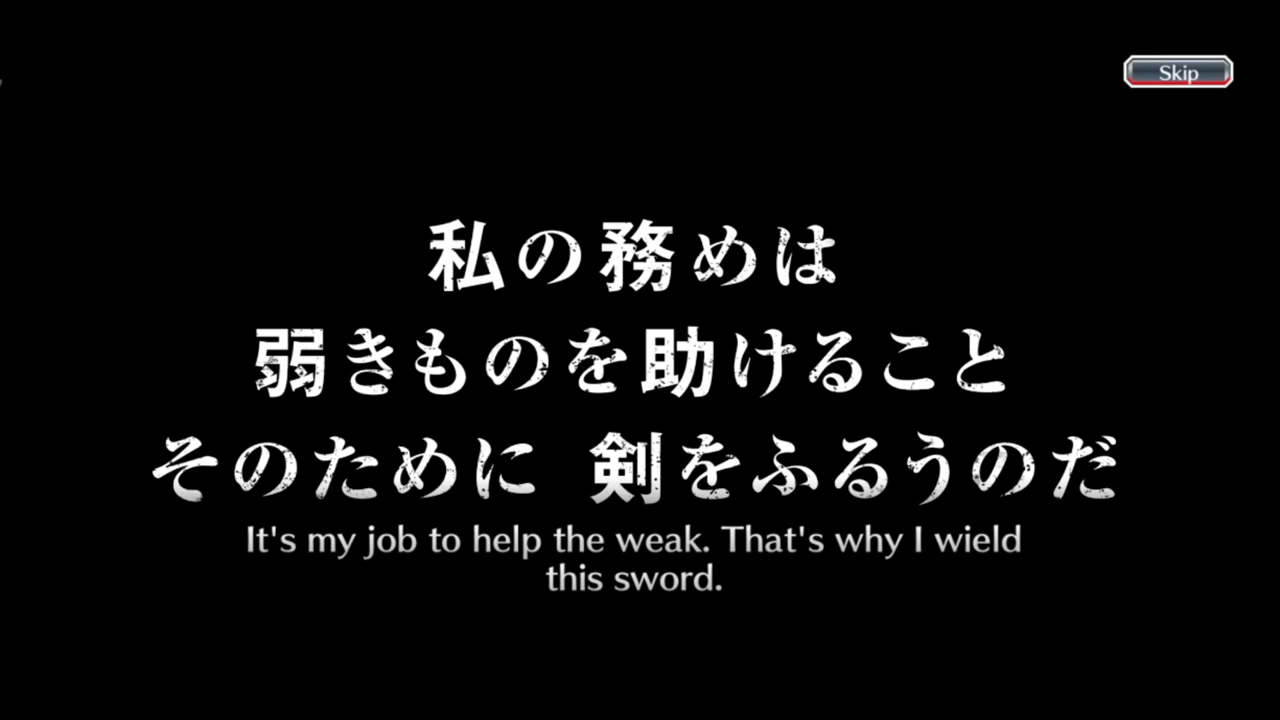 Skip
私の務めは
弱きものを助けること
そのために 剣をふるうのだ
It's my job to help the weak. That's why I wield
this sword.